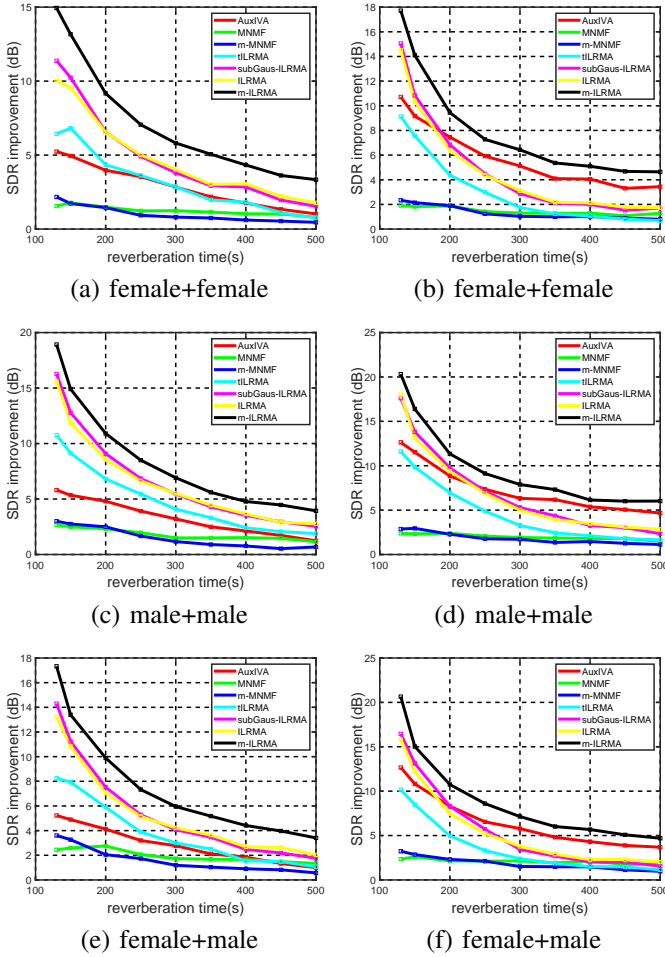 15
10
5
0
SDR improvement (dB)
100
200
300
400
500
reverberation time(s)
AuxIVA
MNMF
m-MNMF
tILRMA
subGaus-ILRMA
ILRMA
m-ILRMA
(a) female+female
18
16
14
12
10
8
6
4
2
0
SDR improvement (dB)
100
200
300
400
500
reverberation time(s)
AuxIVA
MNMF
m-MNMF
tILRMA
subGaus-ILRMA
ILRMA
m-ILRMA
(b) female+female
20
15
10
5
0
SDR improvement (dB)
100
200
300
400
500
reverberation time(s)
AuxIVA
MNMF
m-MNMF
tILRMA
subGaus-ILRMA
ILRMA
m-ILRMA
(c) male+male
25
20
15
10
5
0
SDR improvement (dB)
100
200
300
400
500
reverberation time(s)
AuxIVA
MNMF
m-MNMF
tILRMA
subGaus-ILRMA
ILRMA
m-ILRMA
(d) male+male
18
16
14
12
10
8
6
4
2
0
SDR improvement (dB)
100
200
300
400
500
reverberation time(s)
AuxIVA
MNMF
m-MNMF
tILRMA
subGaus-ILRMA
ILRMA
m-ILRMA
(e) female+male
25
20
15
10
5
0
SDR improvement (dB)
100
200
300
400
500
reverberation time(s)
AuxIVA
MNMF
m-MNMF
tILRMA
subGaus-ILRMA
ILRMA
m-ILRMA
(f) female+male